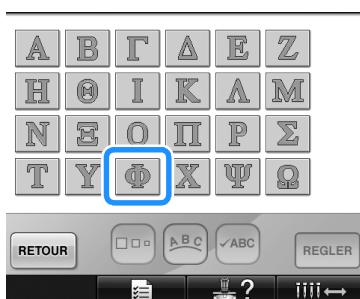 Α Β Γ Δ Ε Ζ
Η Θ Ι Κ Λ Μ
Ν Ξ Ο Π Ρ Σ
Τ Υ Φ Χ Ψ Ω
RETOUR ABC ✓ABC REGLER
?